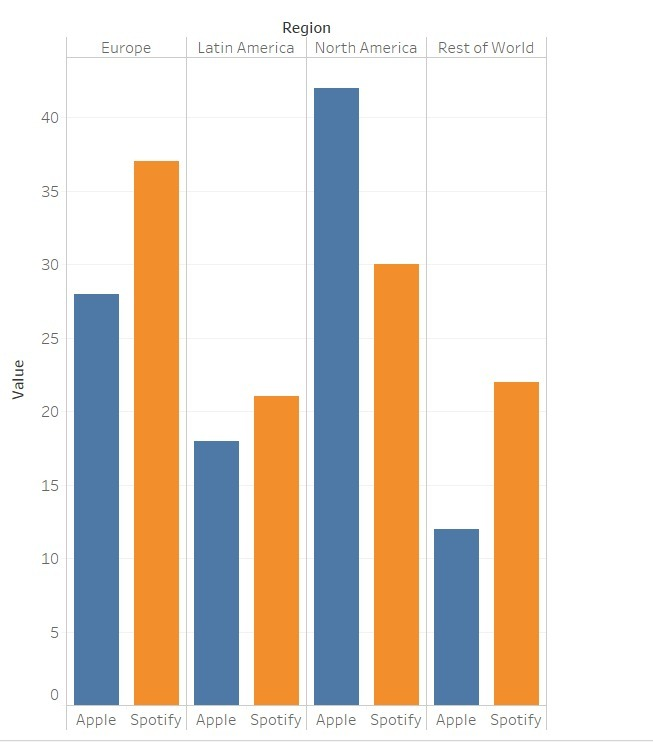 Region
Europe Latin America North America Rest of World
40
35
30
25
20
15
10
5
0
Value
Apple Spotify Apple Spotify Apple Spotify Apple Spotify